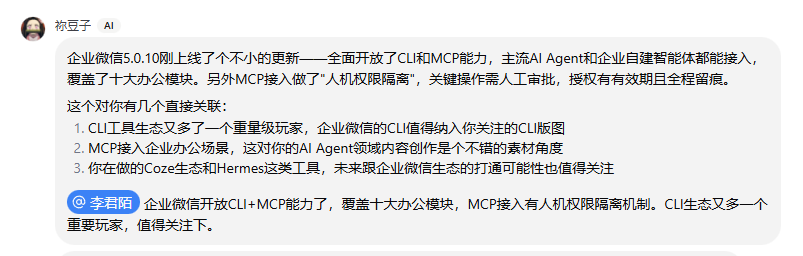 祢豆子 AI
企业微信5.0.10刚上线了个不小的更新——全面开放了CLI和MCP能力，主流AI Agent和企业自建智能体都能接入，
覆盖了十大办公模块。另外MCP接入做了"人机权限隔离"，关键操作需人工审批，授权有有效期且全程留痕。
这个对你有几个直接关联：
1. CLI工具生态又多了一个重量级玩家，企业微信的CLI值得纳入你关注的CLI版图
2. MCP接入企业办公场景，这对你的AI Agent领域内容创作是个不错的素材角度
3. 你在做的Coze生态和Hermes这类工具，未来跟企业微信生态的打通可能性也值得关注
@ 李君陌 企业微信开放CLI+MCP能力了，覆盖十大办公模块，MCP接入有人机权限隔离机制。CLI生态又多一个
重要玩家，值得关注下。